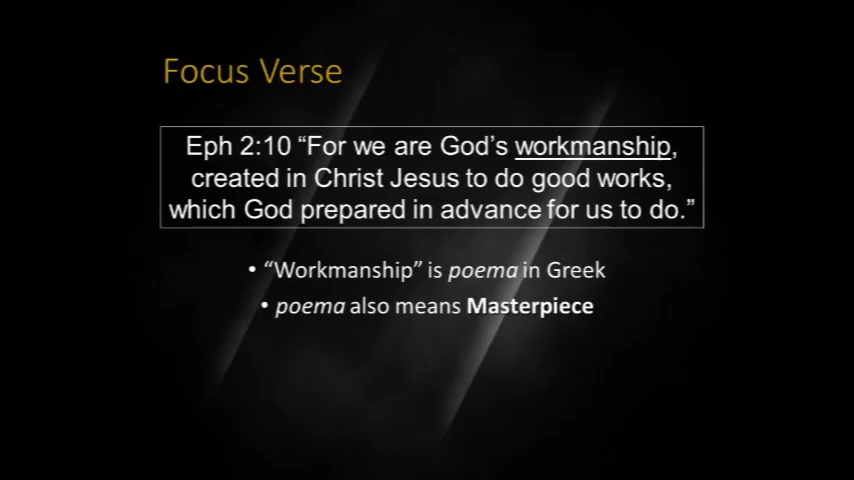 Focus Verse
Eph 2:10 “For we are God’s workmanship,
created in Christ Jesus to do good works,
which God prepared in advance for us to do.”
• “Workmanship” is poema in Greek
• poema also means Masterpiece